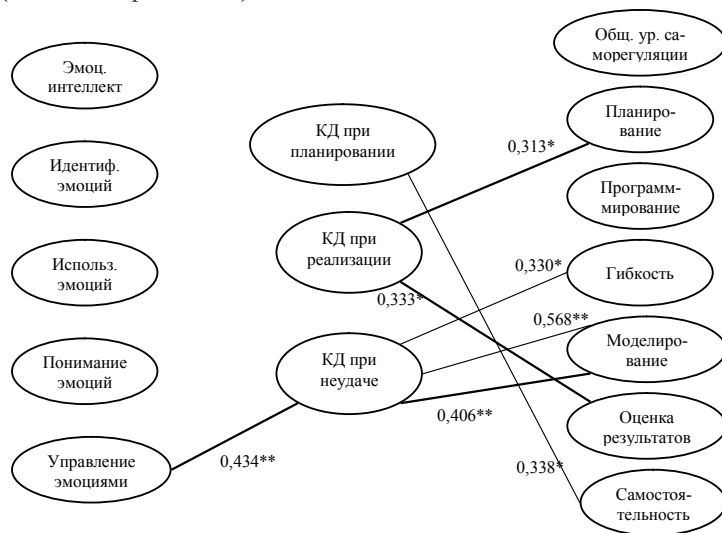 Эмоц.
интеллект
Идентиф.
эмоций
Использ.
эмоций
Понимание
эмоций
Управление
эмоциями
КД при
планировании
КД при
реализации
КД при
неудаче
Общ. ур. са-
морегуляции
Планиро-
вание
Программ-
мирование
Гибкость
Моделиро-
вание
Оценка
результатов
Самостоя-
тельность
0,313*
0,330*
0,333*
0,568**
0,406**
0,434**
0,338*